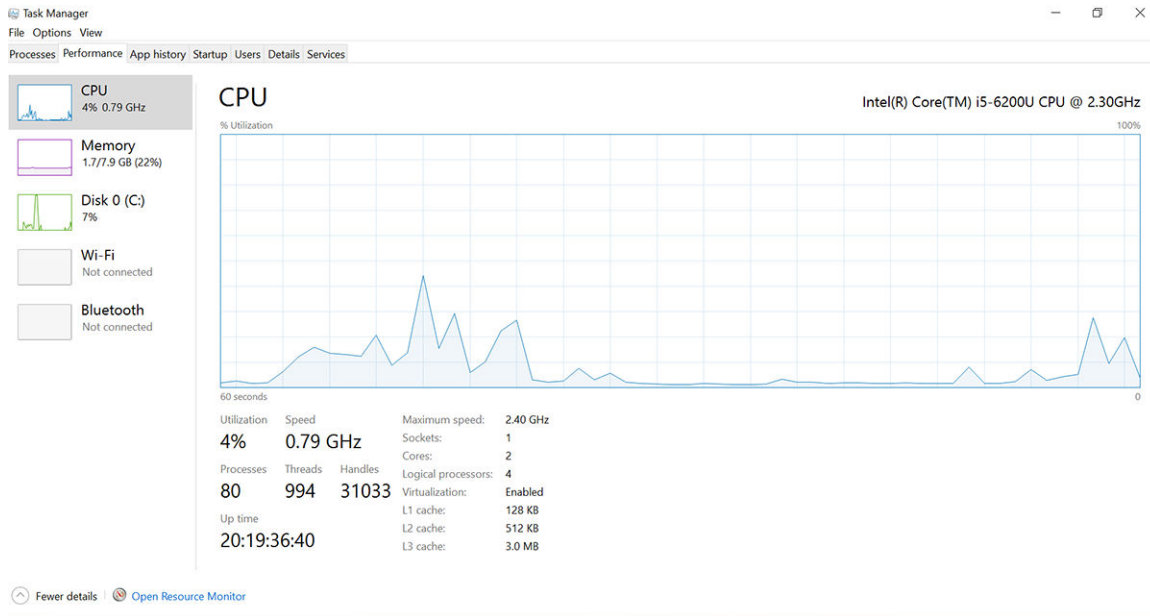 Task Manager
File Options View
Processes Performance App history Startup Users Details Services
CPU
4% 0.79 GHz
Memory
1.7/7.9 GB (22%)
Disk 0 (C:)
7%
Wi-Fi
Not connected
Bluetooth
Not connected
CPU
Intel(R) Core(TM) i5-6200U CPU @ 2.30GHz
% Utilization 100%
60 seconds 0
Utilization Speed
4% 0.79 GHz
Processes Threads Handles
80 994 31033
Up time
20:19:36:40
Maximum speed: 2.40 GHz
Sockets: 1
Cores: 2
Logical processors: 4
Virtualization: Enabled
L1 cache: 128 KB
L2 cache: 512 KB
L3 cache: 3.0 MB
Fewer details Open Resource Monitor